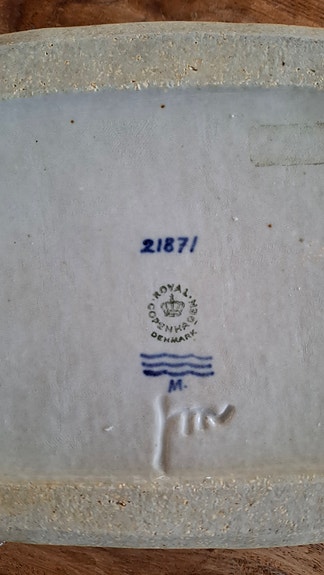 21871
ROYAL COPENHAGEN
DENMARK
M.